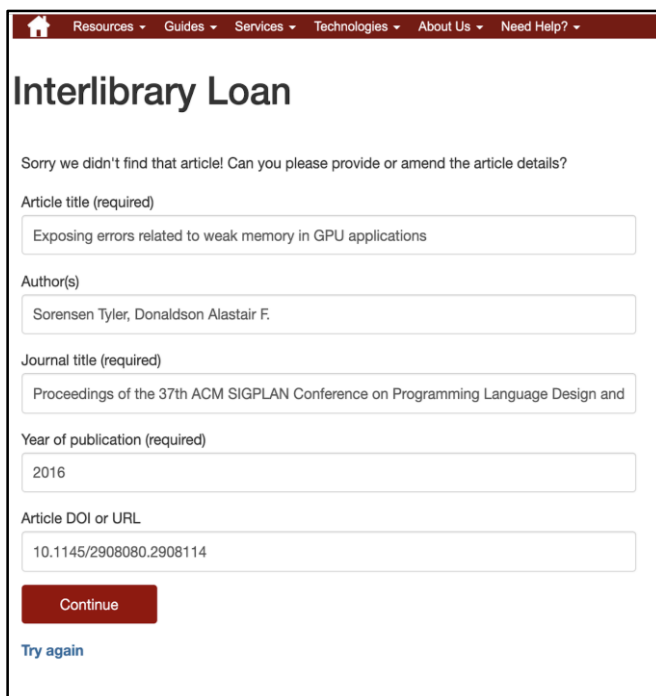 Resources Guides Services Technologies About Us Need Help?
Interlibrary Loan
Sorry we didn't find that article! Can you please provide or amend the article details?
Article title (required)
Exposing errors related to weak memory in GPU applications
Author(s)
Sorensen Tyler, Donaldson Alastair F.
Journal title (required)
Proceedings of the 37th ACM SIGPLAN Conference on Programming Language Design and
Year of publication (required)
2016
Article DOI or URL
10.1145/2908080.2908114
Continue
Try again